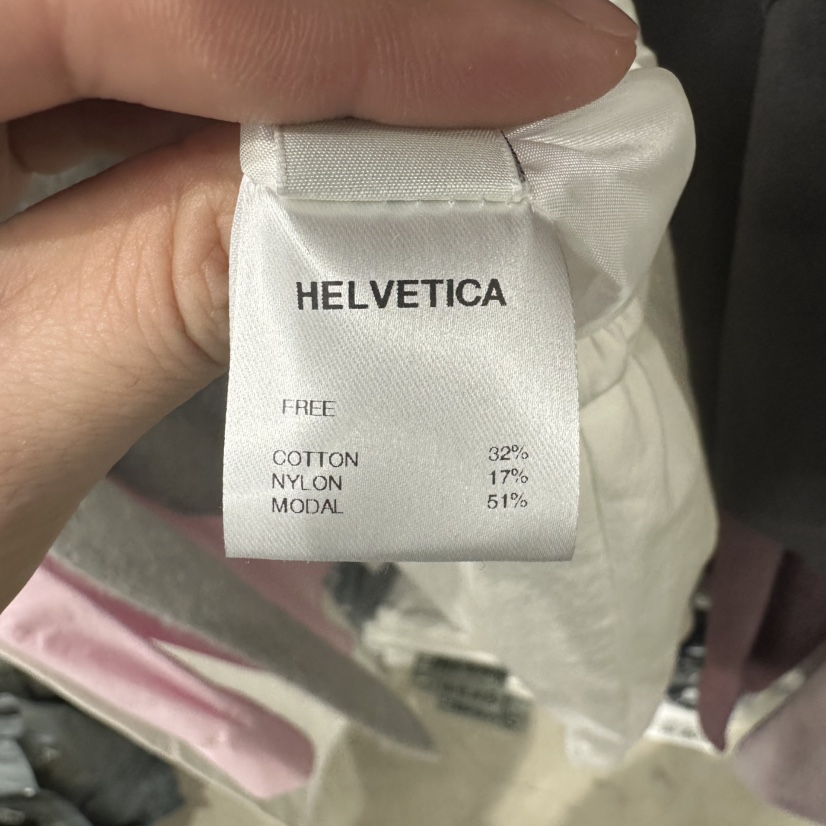 HELVETICA
FREE
COTTON 32%
NYLON 17%
MODAL 51%